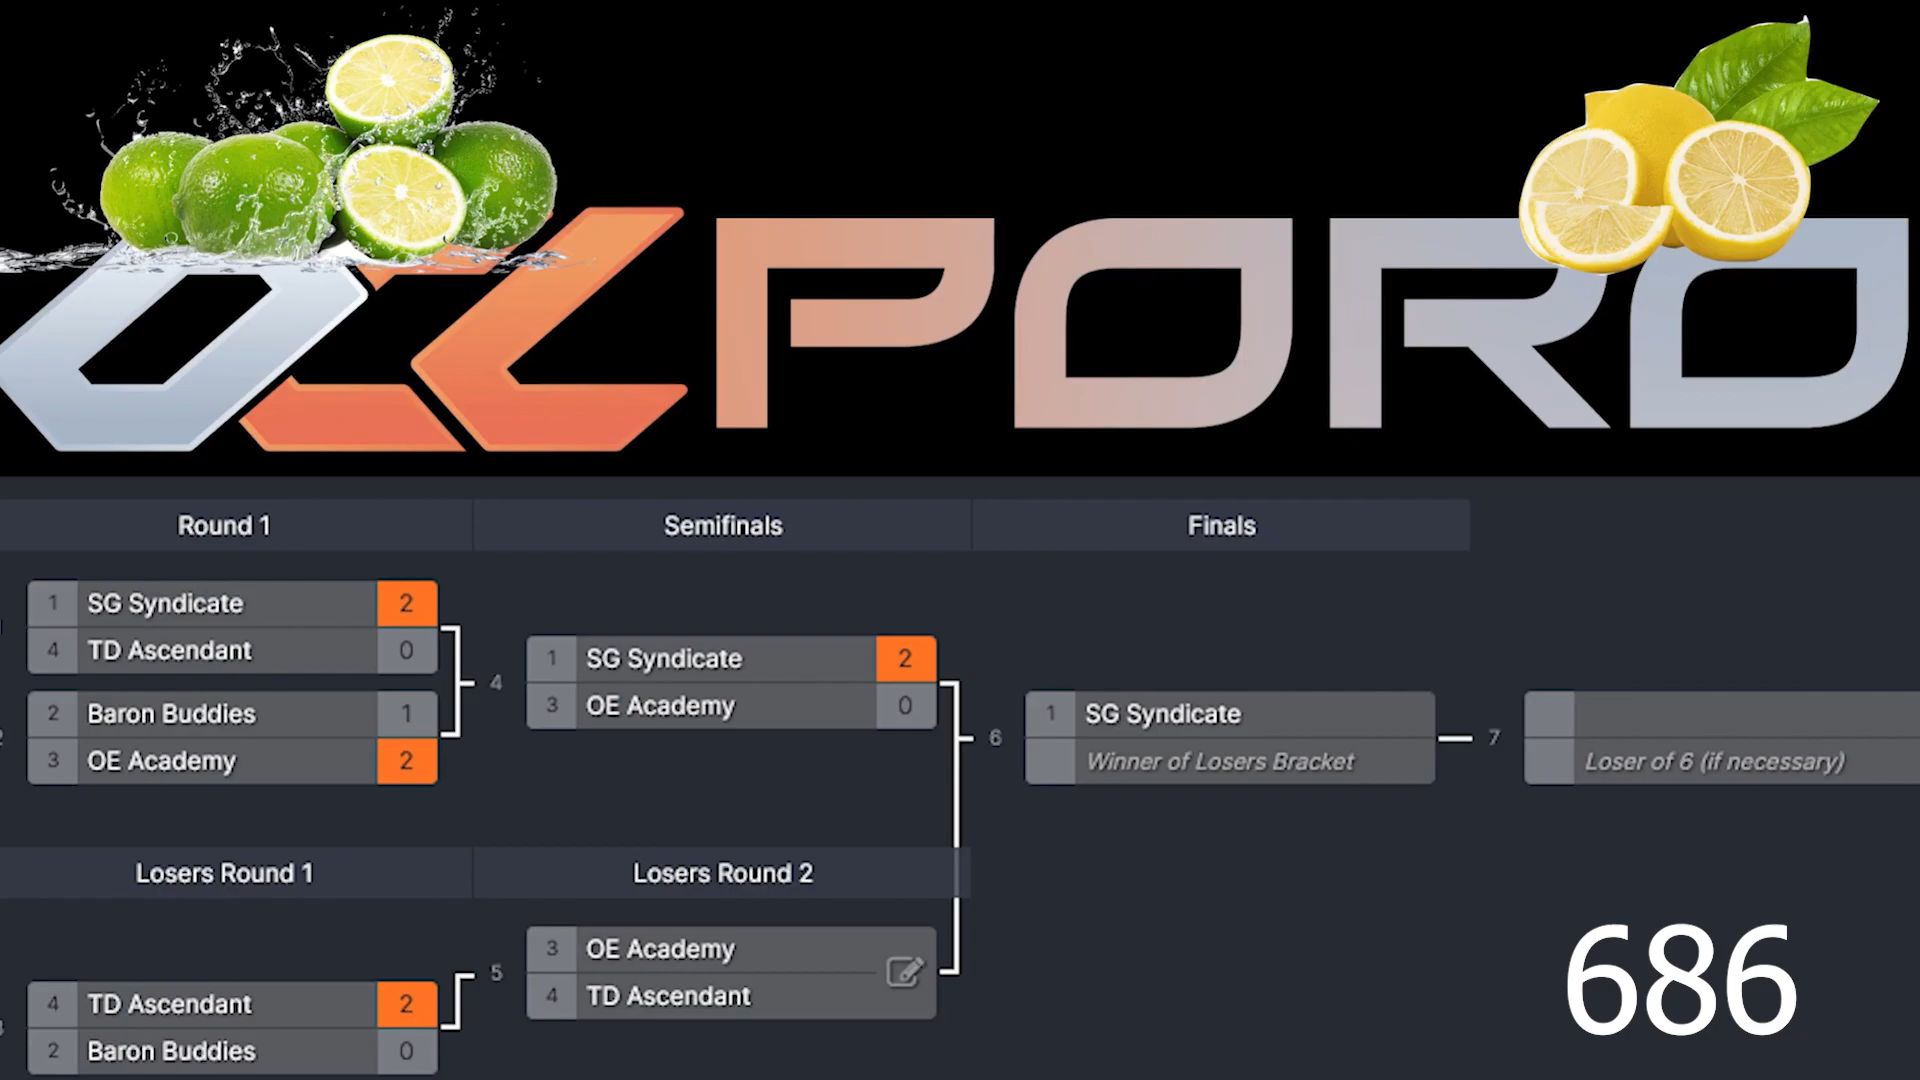 PORO
Round 1
Semifinals
Finals
1 SG Syndicate 2
4 TD Ascendant 0
2 Baron Buddies 1
3 OE Academy 2
4
1 SG Syndicate 2
3 OE Academy 0
6
1 SG Syndicate
Winner of Losers Bracket
7
Loser of 6 (if necessary)
Losers Round 1
Losers Round 2
4 TD Ascendant 2
2 Baron Buddies 0
5
3 OE Academy
4 TD Ascendant
686